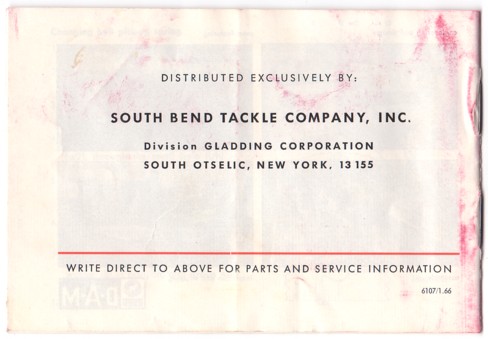 DISTRIBUTED EXCLUSIVELY BY:
SOUTH BEND TACKLE COMPANY, INC.
Division GLADDING CORPORATION
SOUTH OTSELIC, NEW YORK, 13155
WRITE DIRECT TO ABOVE FOR PARTS AND SERVICE INFORMATION
6107/1.66